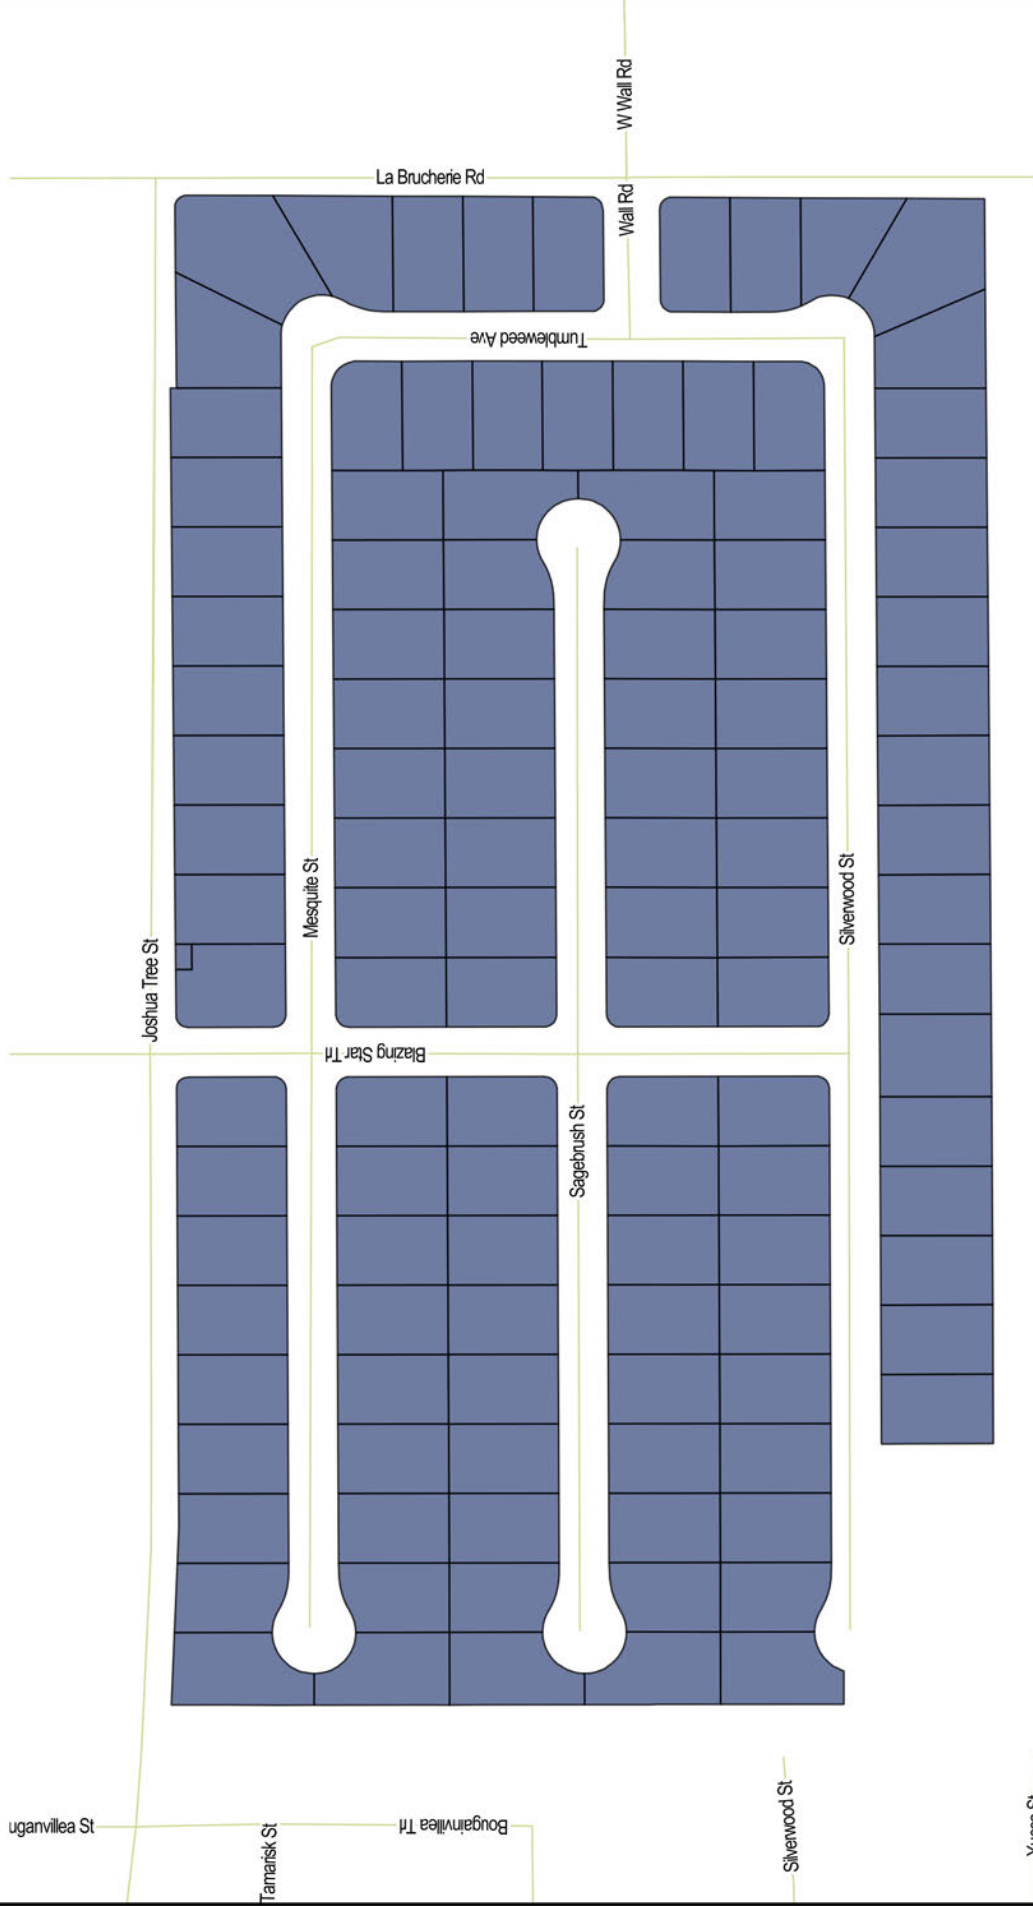 W Wall Rd
La Brucherie Rd
Wall Rd
Tumbleweed Ave
Mesquite St
Silverwood St
Joshua Tree St
Blazing Star Trl
Sagebrush St
Silverwood St
uganvillea St
Bougainvillea Trl
Tamarisk St